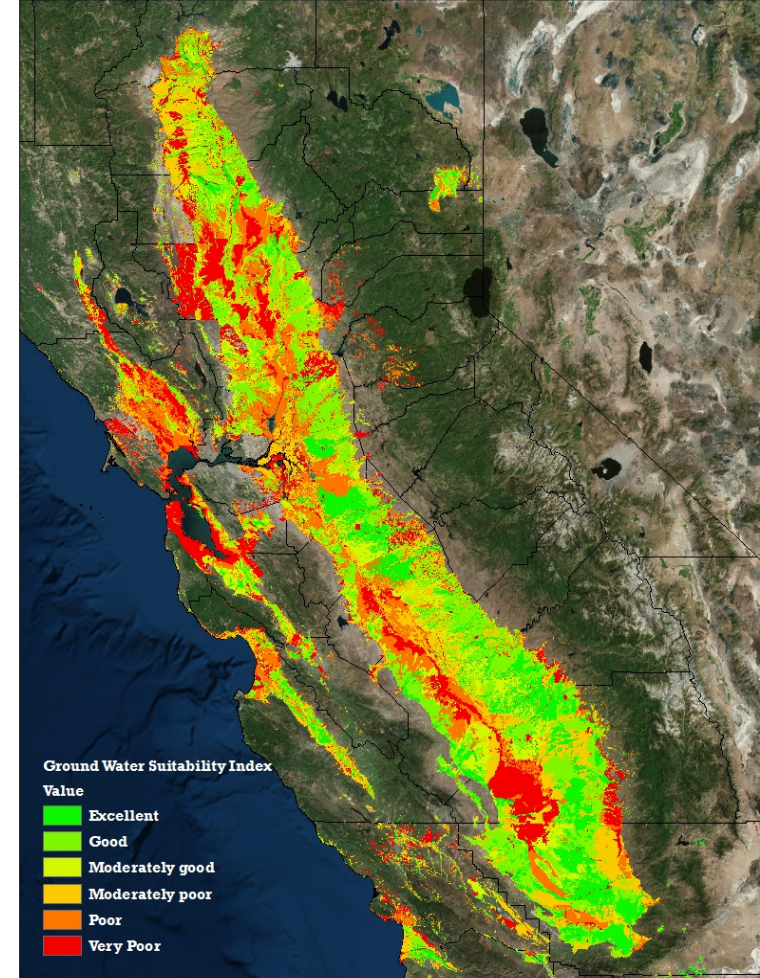 Ground Water Suitability Index
Value
Excellent
Good
Moderately good
Moderately poor
Poor
Very Poor